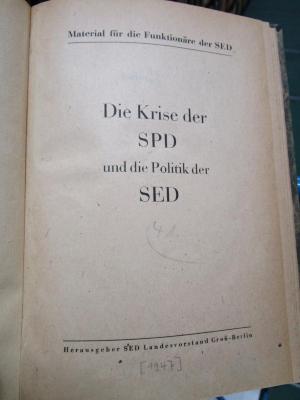 Material für die Funktionäre der SED
Die Krise der
SPD
und die Politik der
SED
41
Herausgeber SED Landesvorstand Groß-Berlin
[1947]